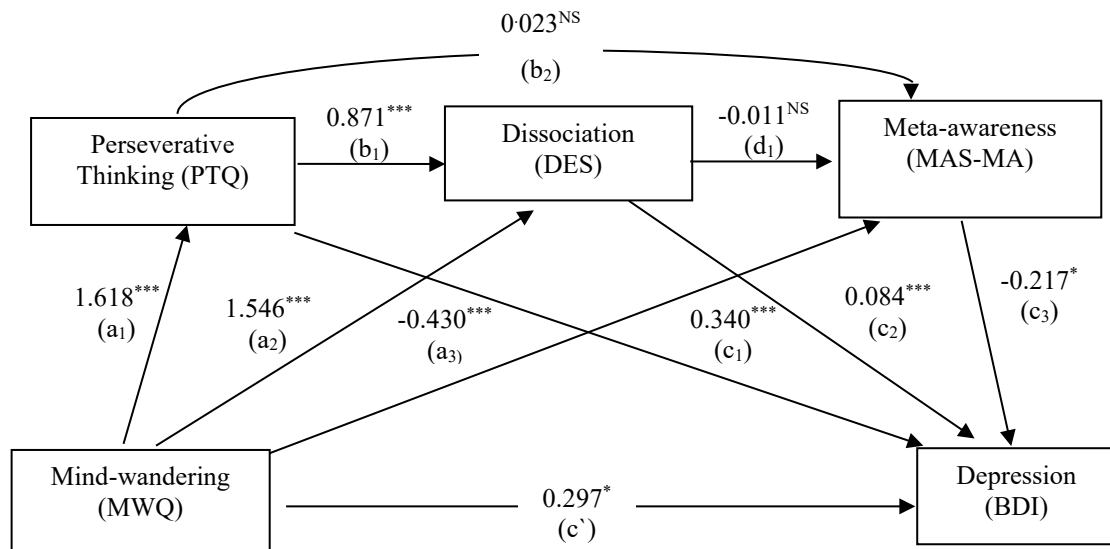 0·023ᴺˢ
(b₂)
Perseverative
Thinking (PTQ)
0.871***
(b₁)
Dissociation
(DES)
-0.011ᴺˢ
(d₁)
Meta-awareness
(MAS-MA)
1.618***
(a₁)
1.546***
(a₂)
-0.430***
(a₃)
0.340***
(c₁)
0.084***
(c₂)
-0.217*
(c₃)
Mind-wandering
(MWQ)
0.297*
(c`)
Depression
(BDI)